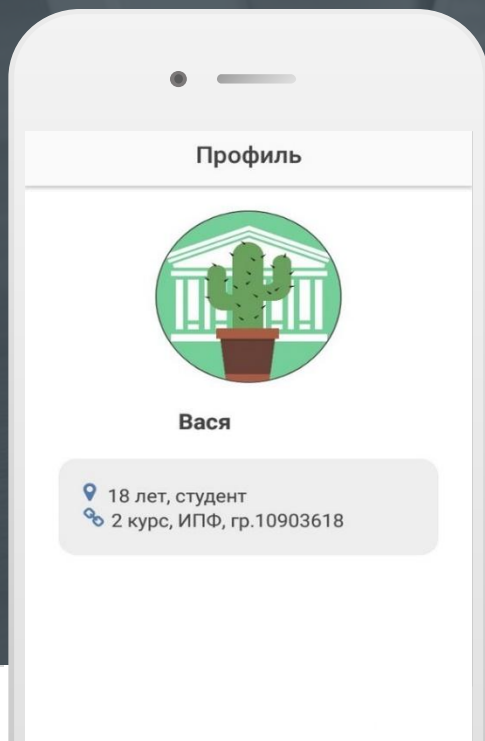 Профиль
Вася
18 лет, студент
2 курс, ИПФ, гр.10903618